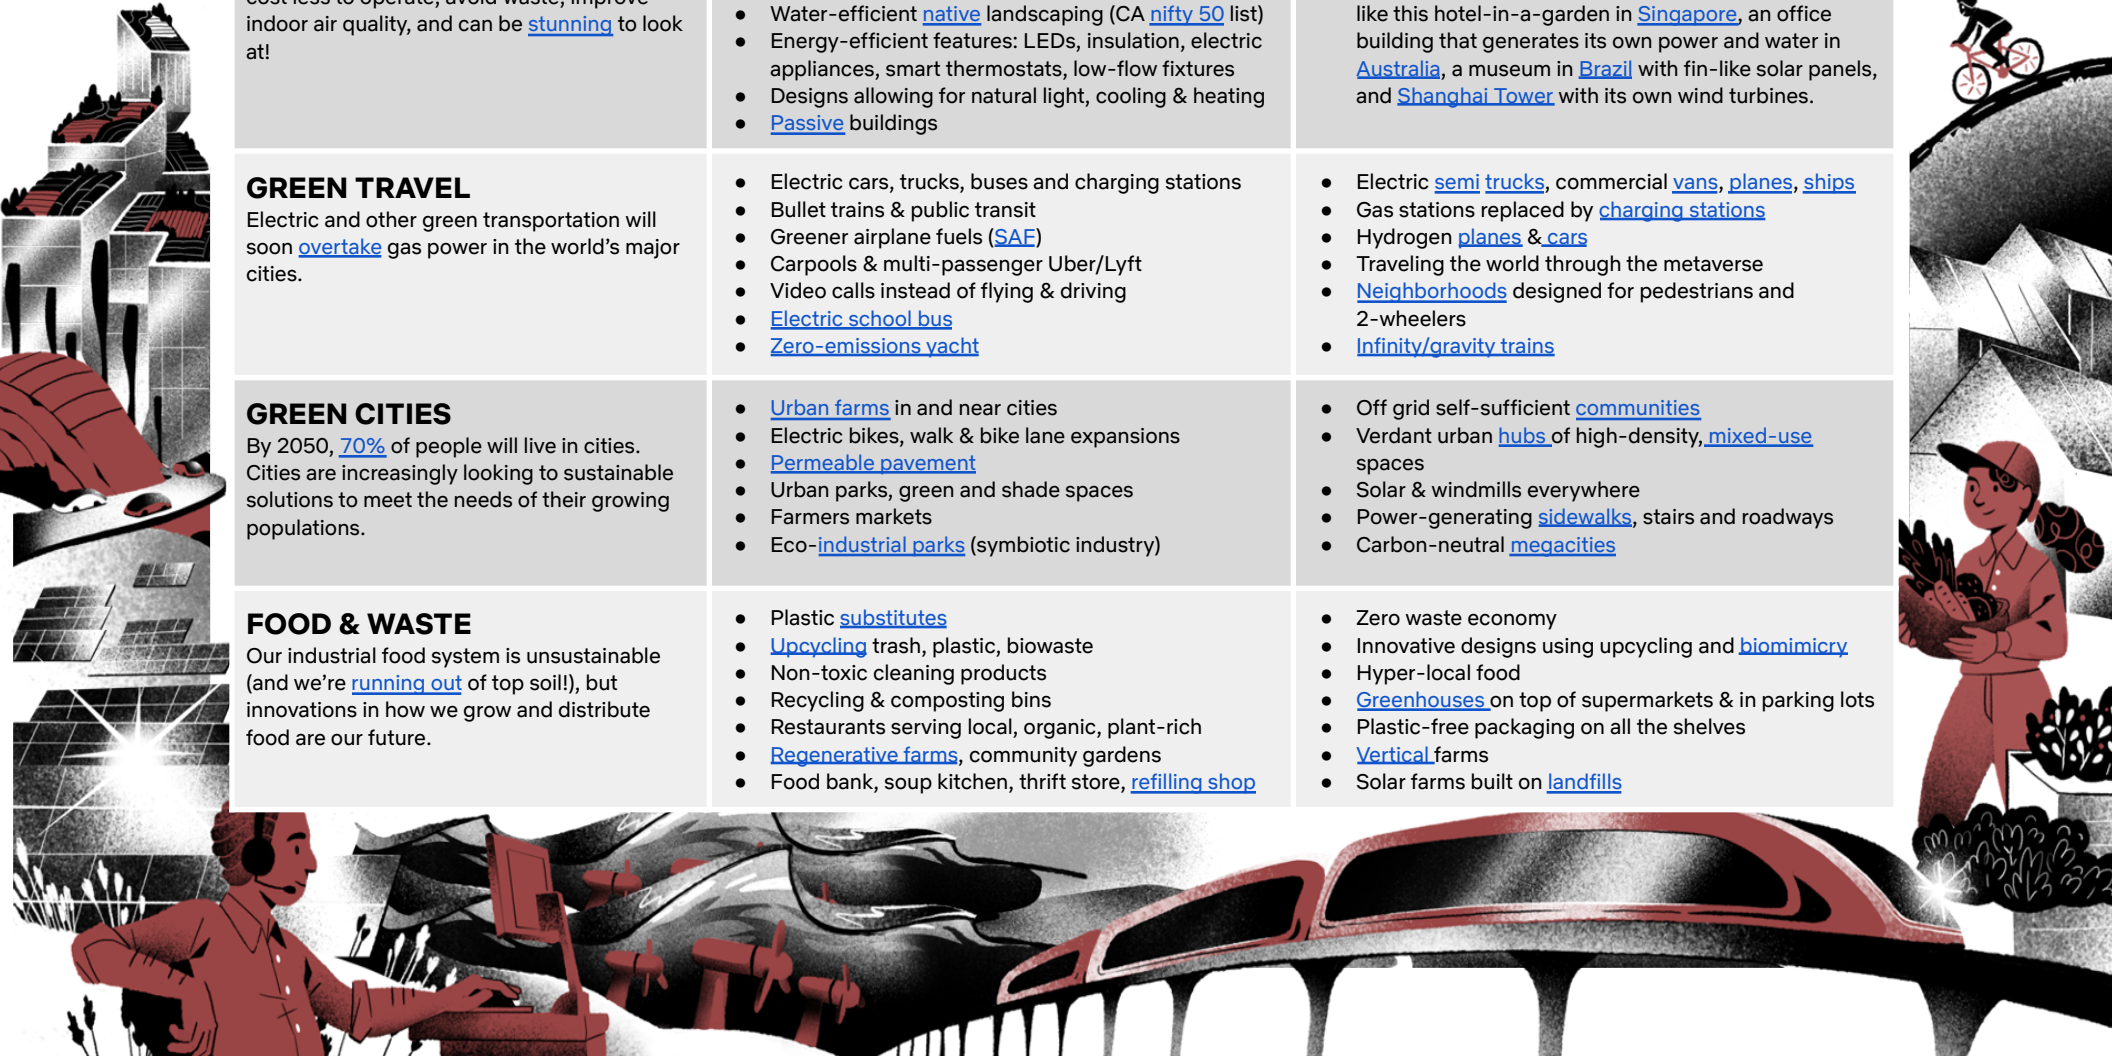 cost less to operate, avoid waste, improve
indoor air quality, and can be stunning to look
at!
● Water-efficient native landscaping (CA nifty 50 list)
● Energy-efficient features: LEDs, insulation, electric
appliances, smart thermostats, low-flow fixtures
● Designs allowing for natural light, cooling & heating
● Passive buildings
like this hotel-in-a-garden in Singapore, an office
building that generates its own power and water in
Australia, a museum in Brazil with fin-like solar panels,
and Shanghai Tower with its own wind turbines.
GREEN TRAVEL
Electric and other green transportation will
soon overtake gas power in the world’s major
cities.
● Electric cars, trucks, buses and charging stations
● Bullet trains & public transit
● Greener airplane fuels (SAF)
● Carpools & multi-passenger Uber/Lyft
● Video calls instead of flying & driving
● Electric school bus
● Zero-emissions yacht
● Electric semi trucks, commercial vans, planes, ships
● Gas stations replaced by charging stations
● Hydrogen planes & cars
● Traveling the world through the metaverse
● Neighborhoods designed for pedestrians and
2-wheelers
● Infinity/gravity trains
GREEN CITIES
By 2050, 70% of people will live in cities.
Cities are increasingly looking to sustainable
solutions to meet the needs of their growing
populations.
● Urban farms in and near cities
● Electric bikes, walk & bike lane expansions
● Permeable pavement
● Urban parks, green and shade spaces
● Farmers markets
● Eco-industrial parks (symbiotic industry)
● Off grid self-sufficient communities
● Verdant urban hubs of high-density, mixed-use
spaces
● Solar & windmills everywhere
● Power-generating sidewalks, stairs and roadways
● Carbon-neutral megacities
FOOD & WASTE
Our industrial food system is unsustainable
(and we’re running out of top soil!), but
innovations in how we grow and distribute
food are our future.
● Plastic substitutes
● Upcycling trash, plastic, biowaste
● Non-toxic cleaning products
● Recycling & composting bins
● Restaurants serving local, organic, plant-rich
● Regenerative farms, community gardens
● Food bank, soup kitchen, thrift store, refilling shop
● Zero waste economy
● Innovative designs using upcycling and biomimicry
● Hyper-local food
● Greenhouses on top of supermarkets & in parking lots
● Plastic-free packaging on all the shelves
● Vertical farms
● Solar farms built on landfills